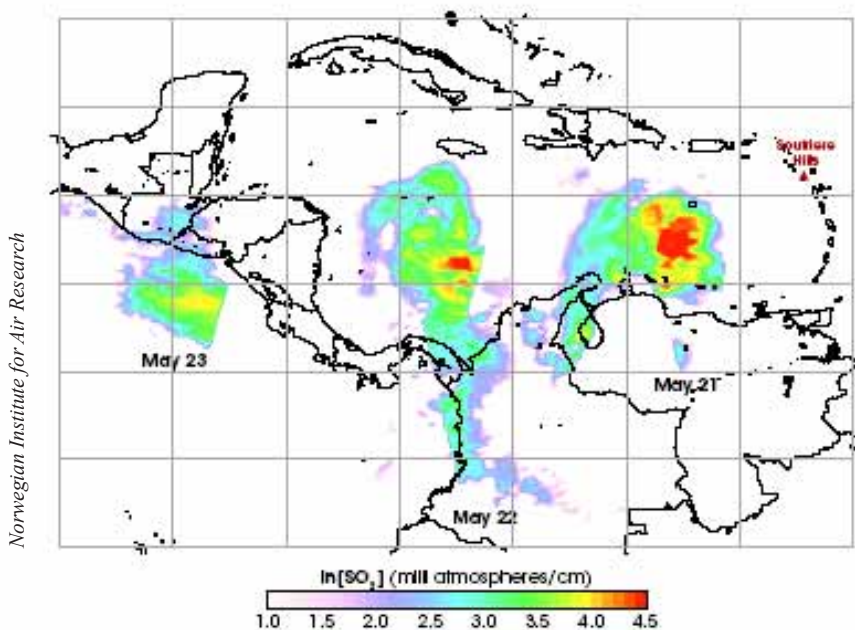 Norwegian Institute for Air Research
Soufriere
Hills
May 23
May 21
May 22
ln[SO2] (milli atmospheres/cm)
1.0 1.5 2.0 2.5 3.0 3.5 4.0 4.5